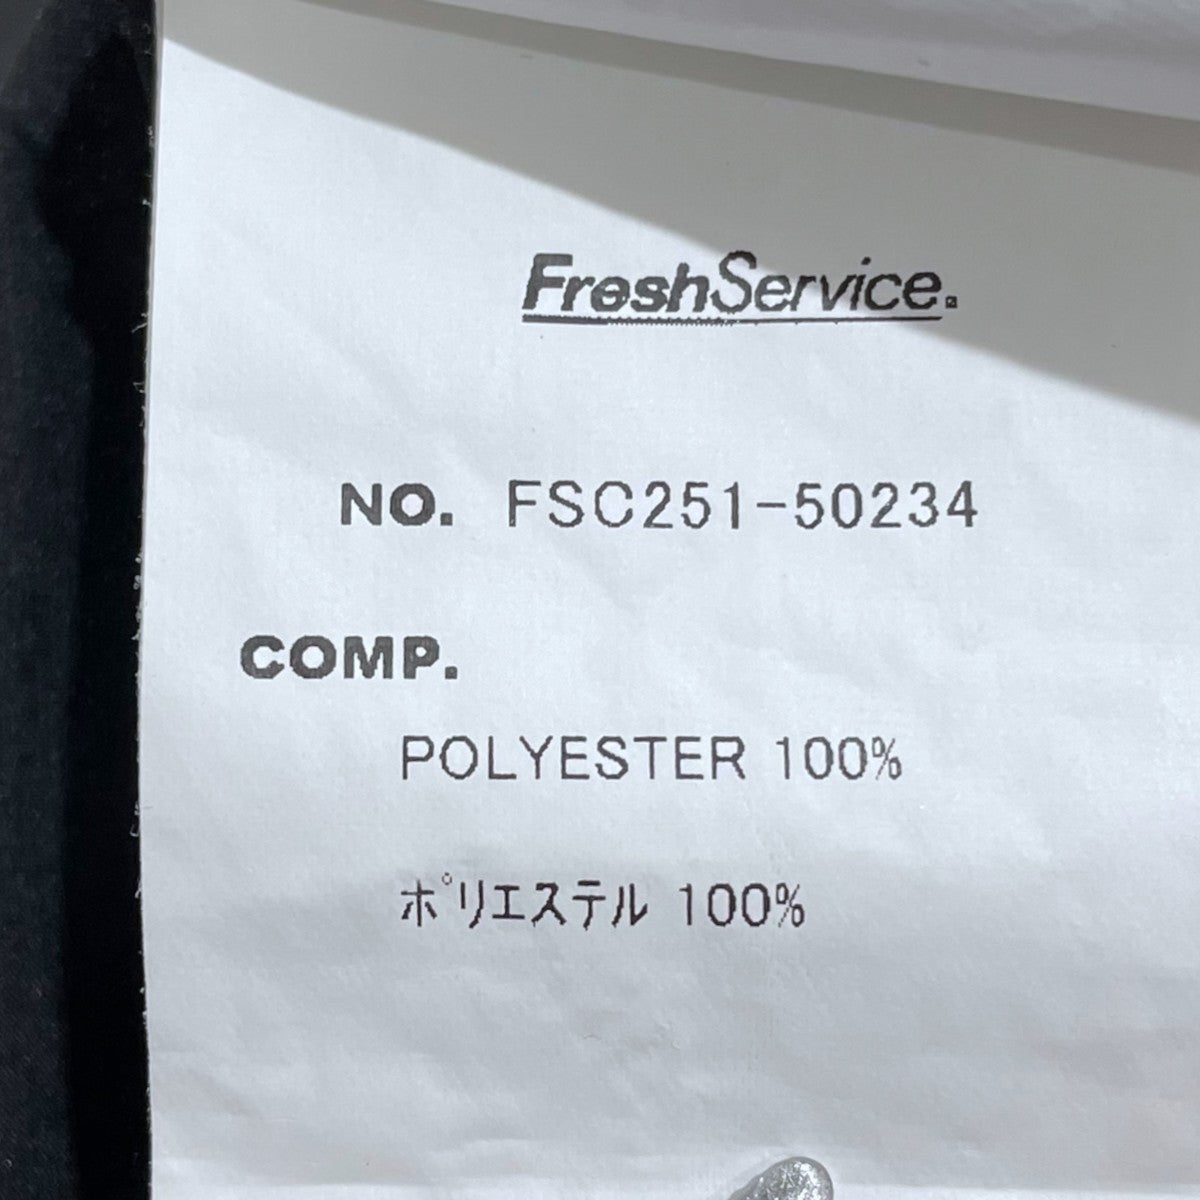 FreshService.
NO. FSC251-50234
COMP.
POLYESTER 100%
ポリエステル 100%